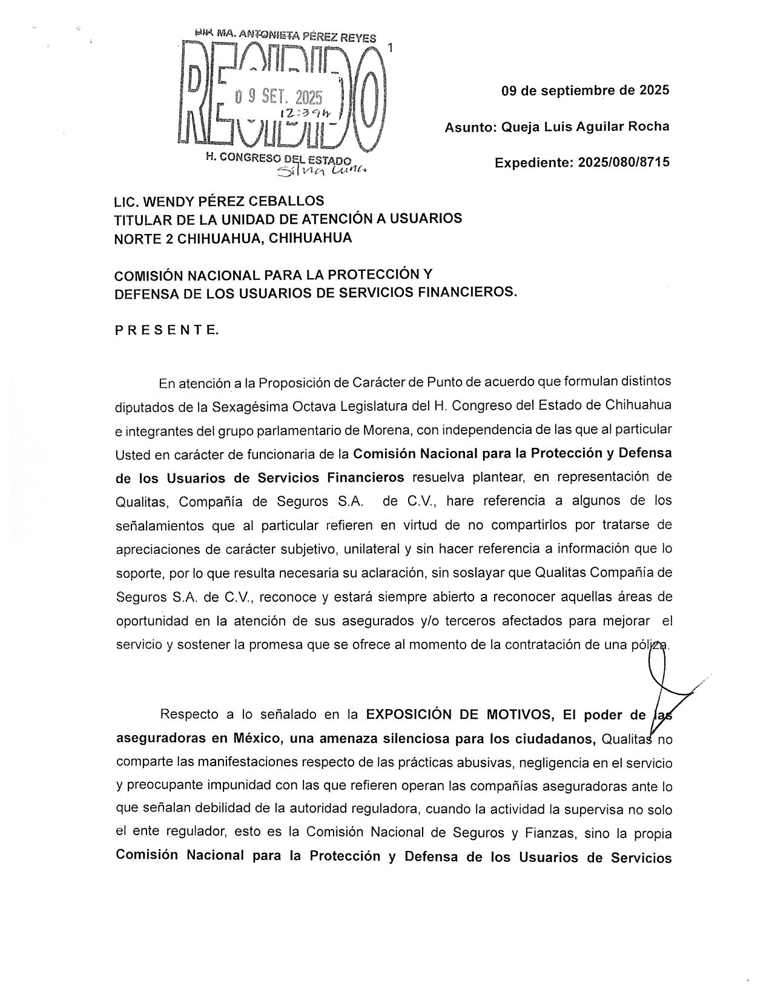 DIP. MA. ANTONIETA PÉREZ REYES
1
RECIBIDO
09 SET. 2025
12:39h
H. CONGRESO DEL ESTADO
Silvia Luna
09 de septiembre de 2025
Asunto: Queja Luis Aguilar Rocha
Expediente: 2025/080/8715
LIC. WENDY PÉREZ CEBALLOS
TITULAR DE LA UNIDAD DE ATENCIÓN A USUARIOS
NORTE 2 CHIHUAHUA, CHIHUAHUA
COMISIÓN NACIONAL PARA LA PROTECCIÓN Y
DEFENSA DE LOS USUARIOS DE SERVICIOS FINANCIEROS.
P R E S E N T E.
En atención a la Proposición de Carácter de Punto de acuerdo que formulan distintos
diputados de la Sexagésima Octava Legislatura del H. Congreso del Estado de Chihuahua
e integrantes del grupo parlamentario de Morena, con independencia de las que al particular
Usted en carácter de funcionaria de la Comisión Nacional para la Protección y Defensa
de los Usuarios de Servicios Financieros resuelva plantear, en representación de
Qualitas, Compañía de Seguros S.A. de C.V., hare referencia a algunos de los
señalamientos que al particular refieren en virtud de no compartirlos por tratarse de
apreciaciones de carácter subjetivo, unilateral y sin hacer referencia a información que lo
soporte, por lo que resulta necesaria su aclaración, sin soslayar que Qualitas Compañía de
Seguros S.A. de C.V., reconoce y estará siempre abierto a reconocer aquellas áreas de
oportunidad en la atención de sus asegurados y/o terceros afectados para mejorar el
servicio y sostener la promesa que se ofrece al momento de la contratación de una póliza.
Respecto a lo señalado en la EXPOSICIÓN DE MOTIVOS, El poder de las
aseguradoras en México, una amenaza silenciosa para los ciudadanos, Qualitas no
comparte las manifestaciones respecto de las prácticas abusivas, negligencia en el servicio
y preocupante impunidad con las que refieren operan las compañías aseguradoras ante lo
que señalan debilidad de la autoridad reguladora, cuando la actividad la supervisa no solo
el ente regulador, esto es la Comisión Nacional de Seguros y Fianzas, sino la propia
Comisión Nacional para la Protección y Defensa de los Usuarios de Servicios